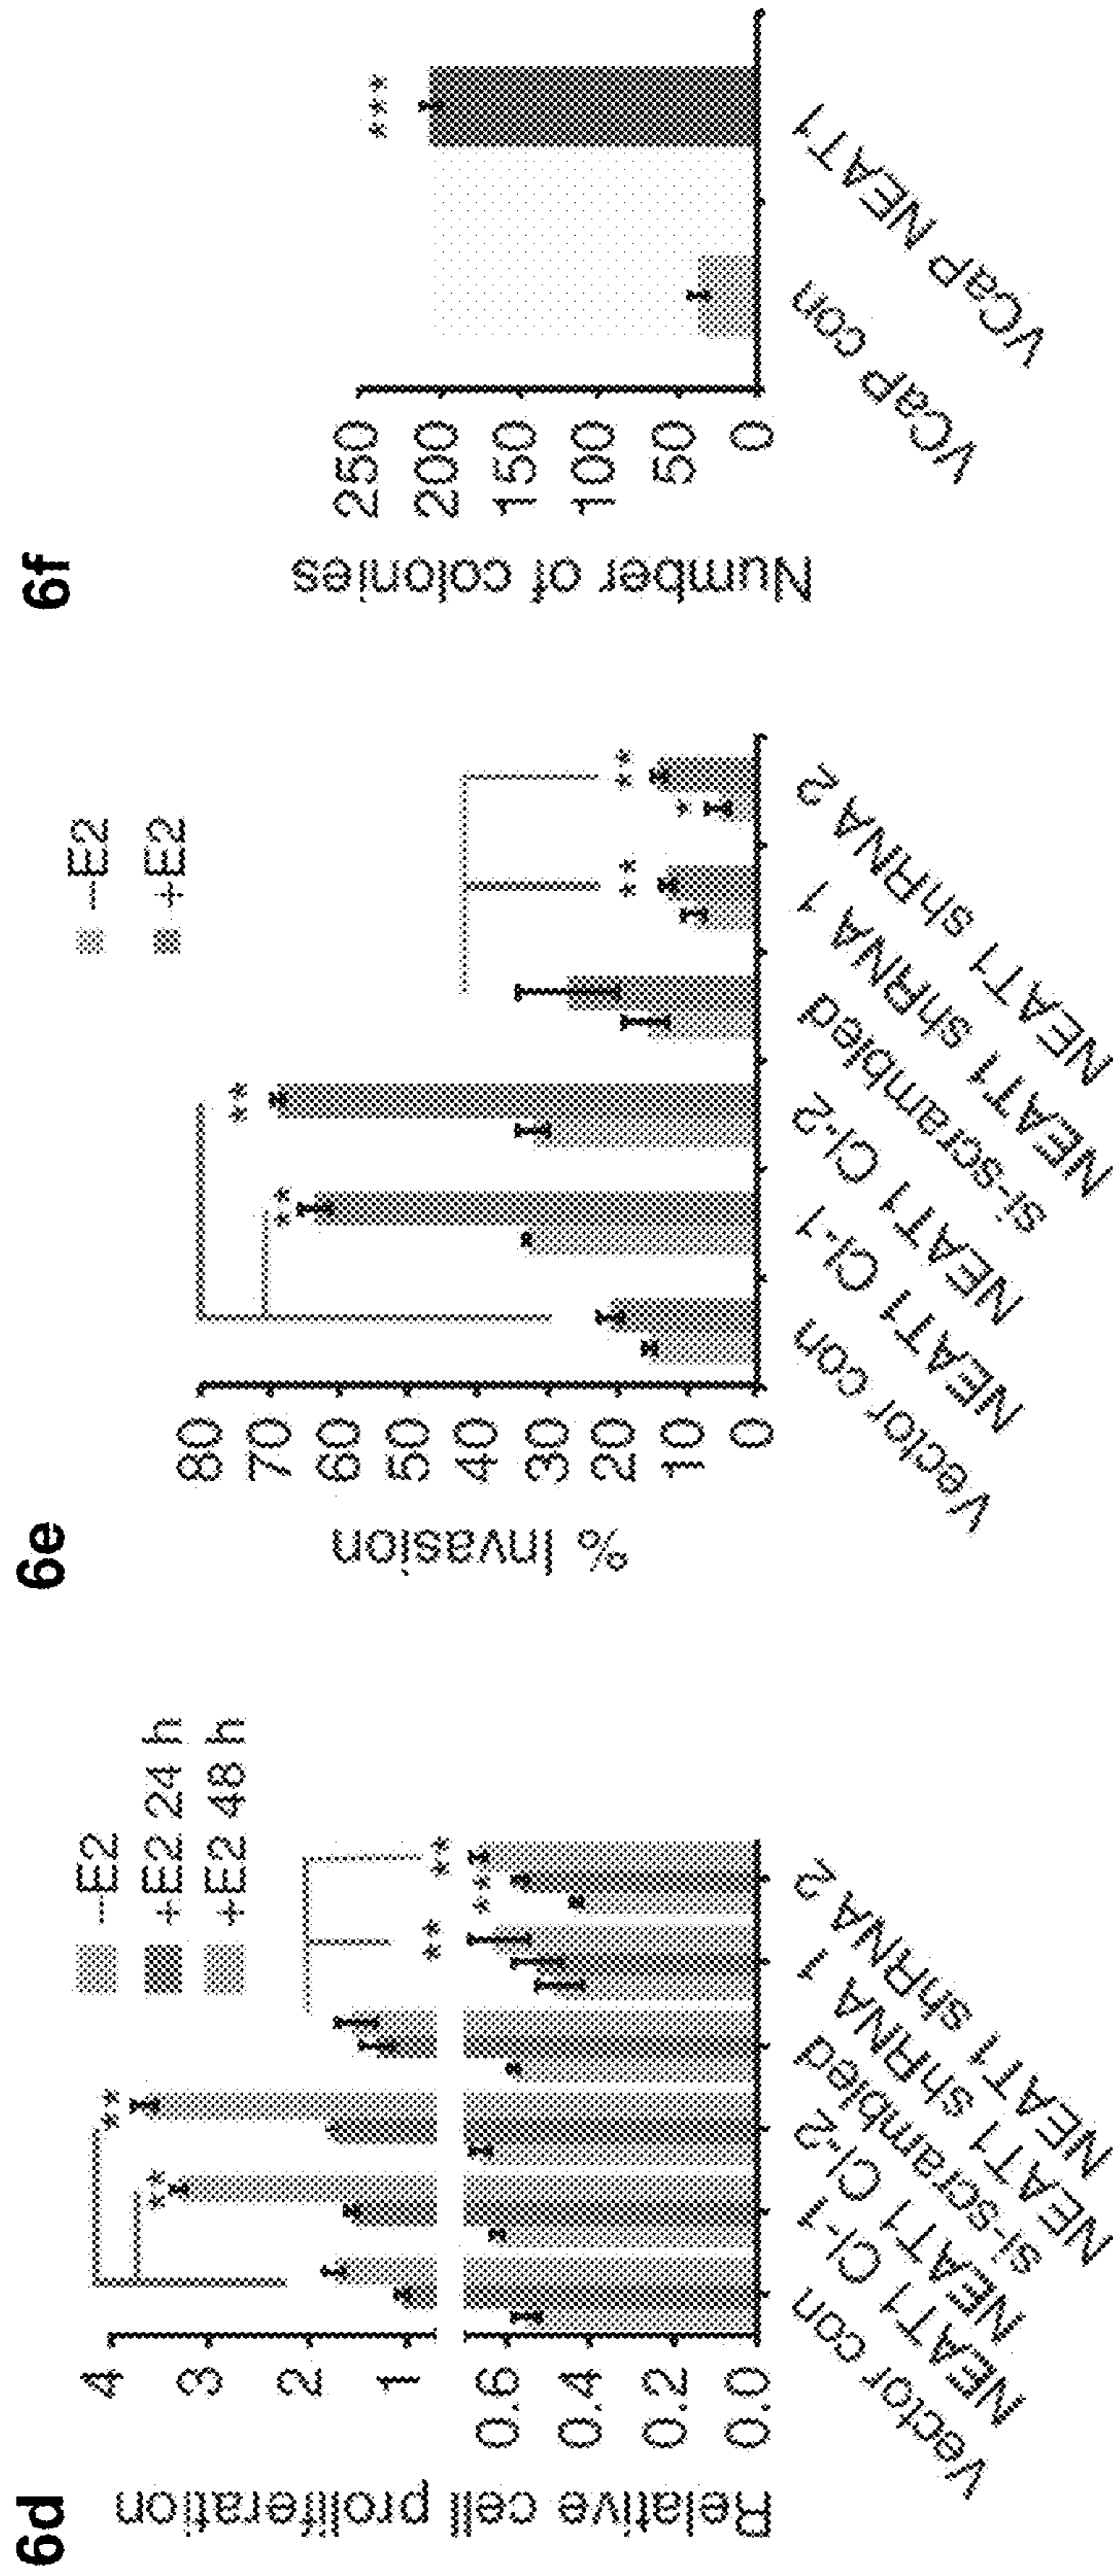 6d
Relative cell proliferation
4
3
2
1
0.6
0.4
0.2
0.0
–E2
+E2 24 h
+E2 48 h
**
**
**
**
**
Vector con
NEAT1 Cl-1
NEAT1 Cl-2
si-scrambled
NEAT1 shRNA 1
NEAT1 shRNA 2
6e
% Invasion
80
70
60
50
40
30
20
10
0
–E2
+E2
**
**
**
*
**
Vector con
NEAT1 Cl-1
NEAT1 Cl-2
si-scrambled
NEAT1 shRNA 1
NEAT1 shRNA 2
6f
Number of colonies
250
200
150
100
50
0
***
VCaP con
VCaP NEAT1